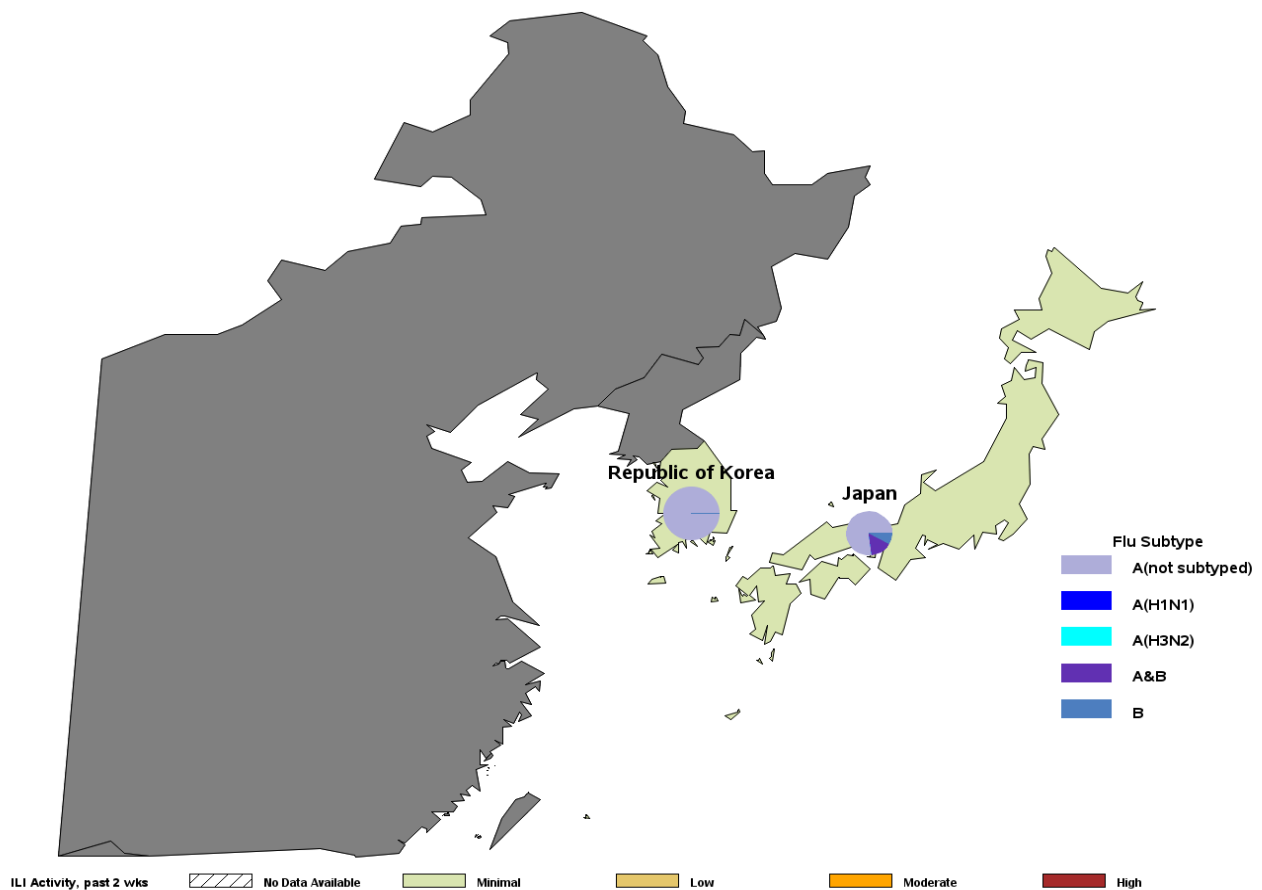 Republic of Korea
Japan
Flu Subtype
A(not subtyped)
A(H1N1)
A(H3N2)
A&B
B
ILI Activity, past 2 wks No Data Available Minimal Low Moderate High